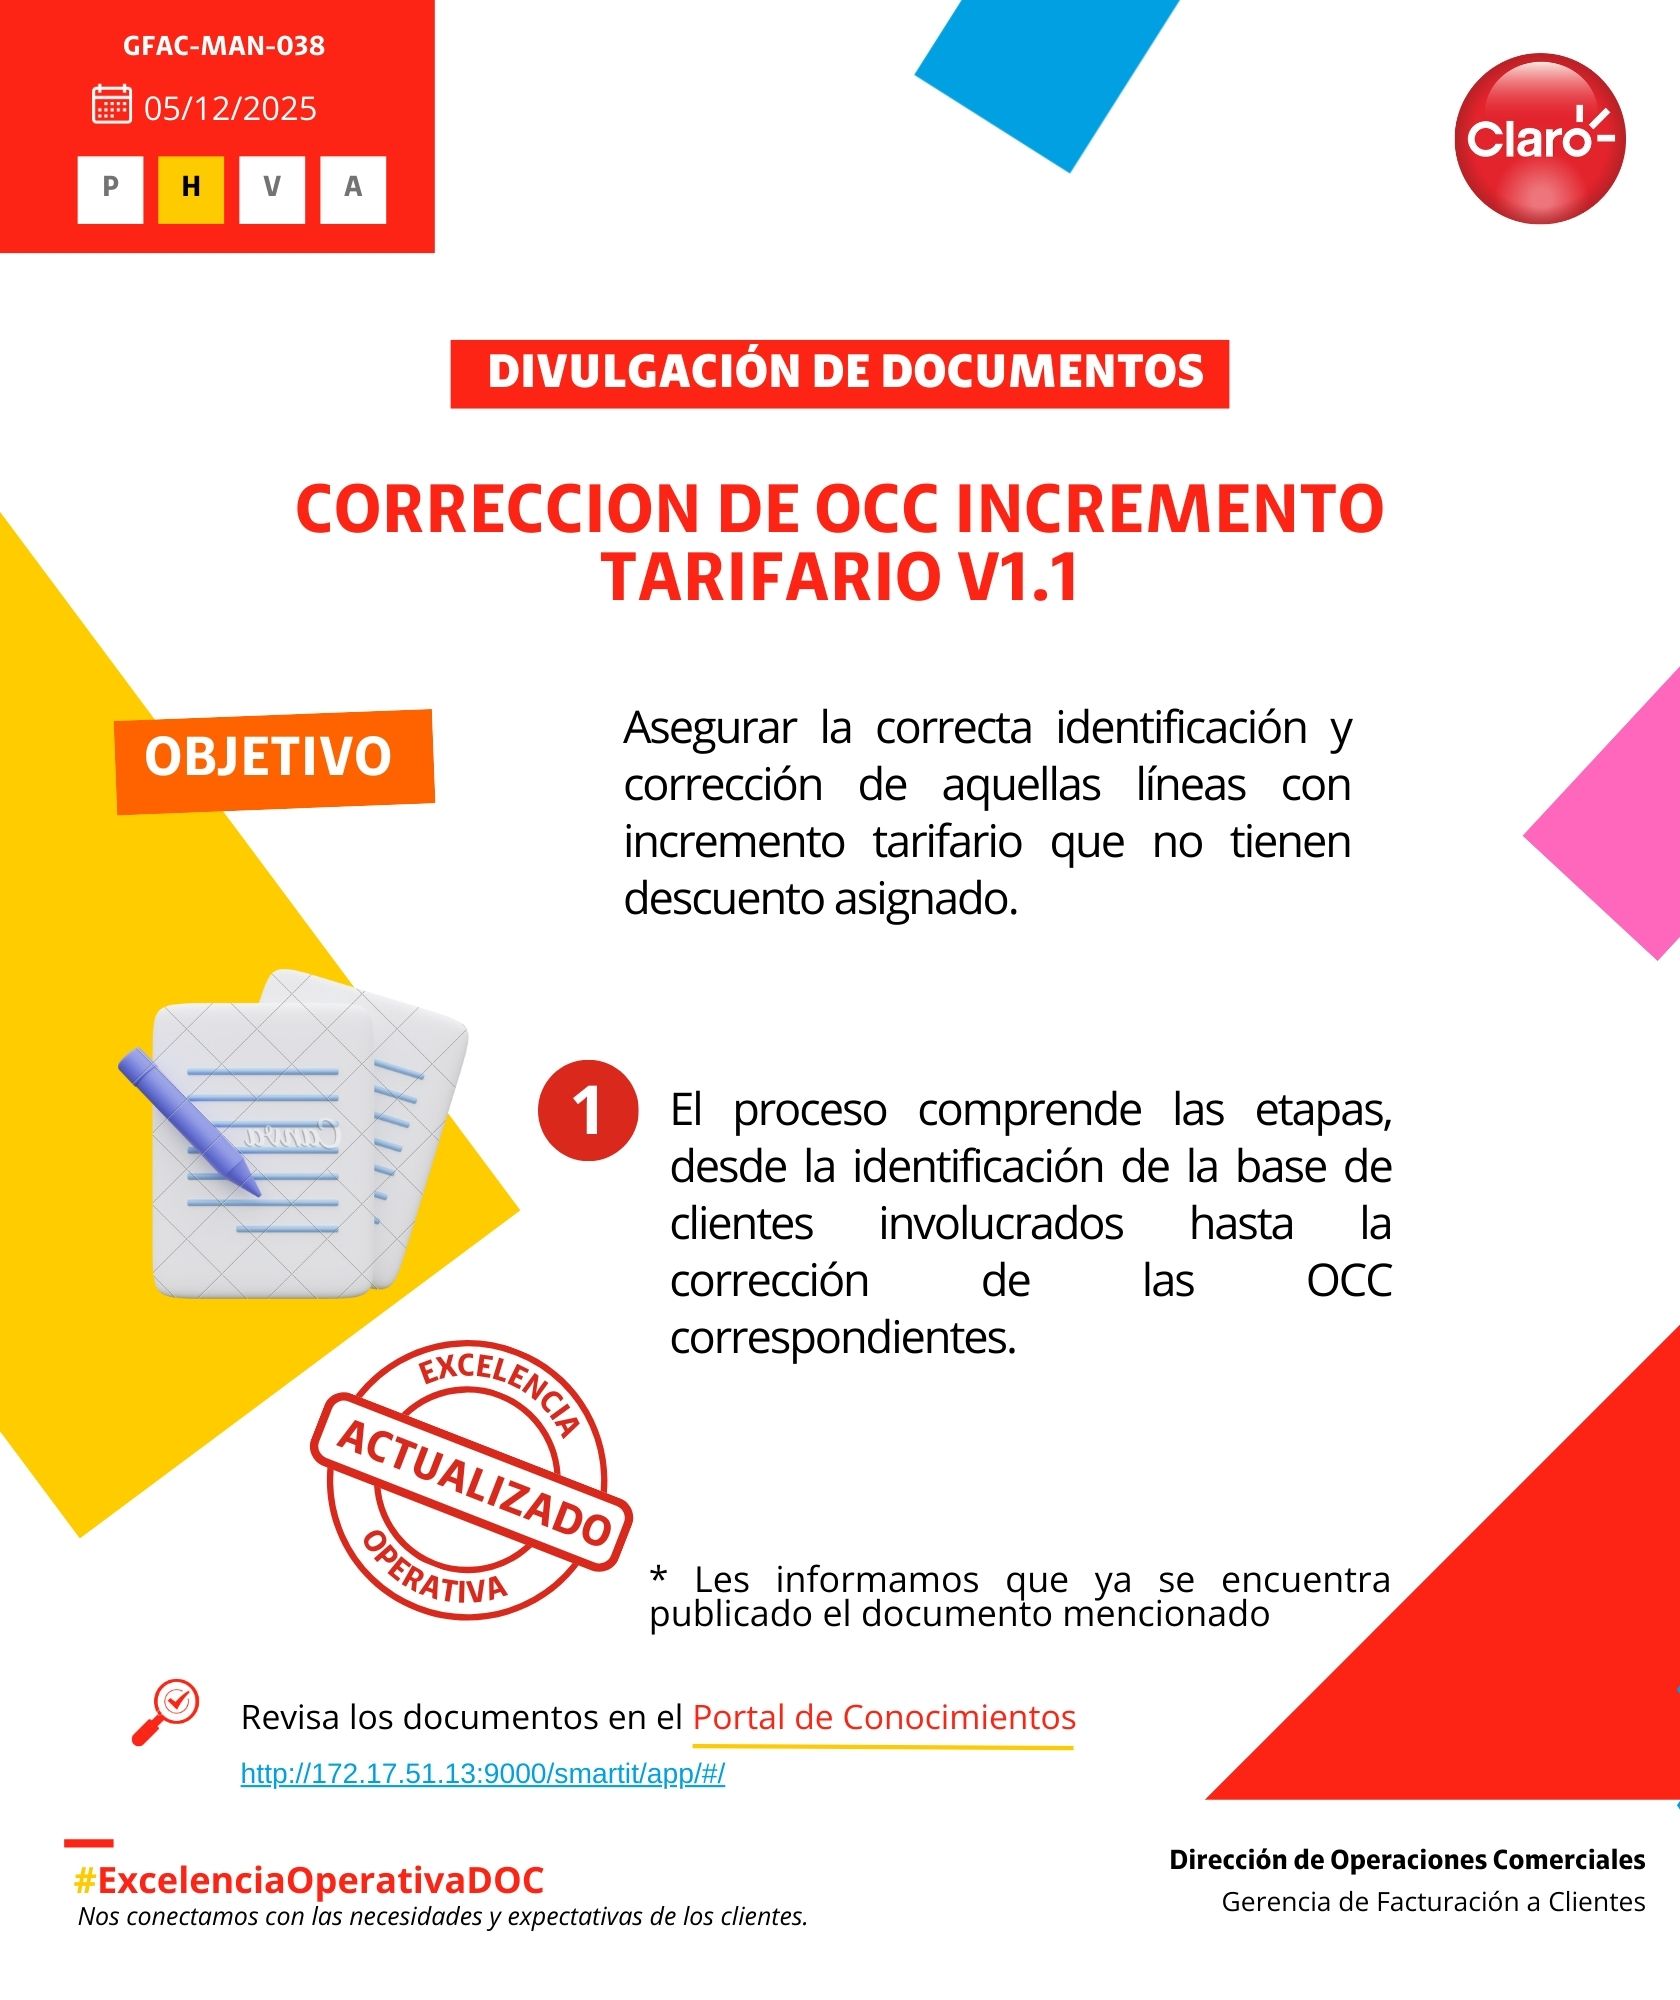 GFAC-MAN-038
05/12/2025
P H V A
Claro
DIVULGACIÓN DE DOCUMENTOS
CORRECCION DE OCC INCREMENTO
TARIFARIO V1.1
OBJETIVO
Asegurar la correcta identificación y
corrección de aquellas líneas con
incremento tarifario que no tienen
descuento asignado.
Canva
1
El proceso comprende las etapas,
desde la identificación de la base de
clientes involucrados hasta la
corrección de las OCC
correspondientes.
EXCELENCIA
ACTUALIZADO
OPERATIVA
* Les informamos que ya se encuentra
publicado el documento mencionado
Revisa los documentos en el Portal de Conocimientos
http://172.17.51.13:9000/smartit/app/#/
#ExcelenciaOperativaDOC
Nos conectamos con las necesidades y expectativas de los clientes.
Dirección de Operaciones Comerciales
Gerencia de Facturación a Clientes